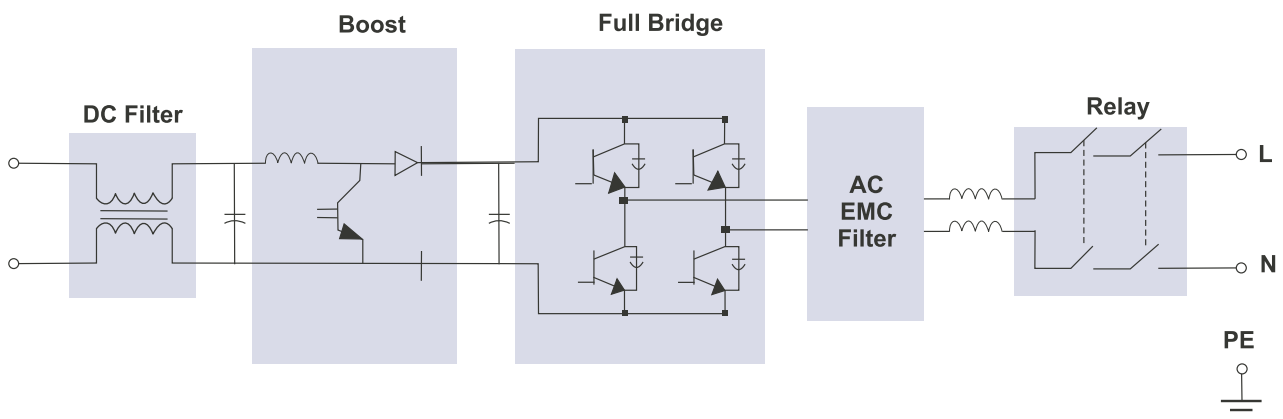 Boost
Full Bridge
DC Filter
Relay
AC
EMC
Filter
L
N
PE